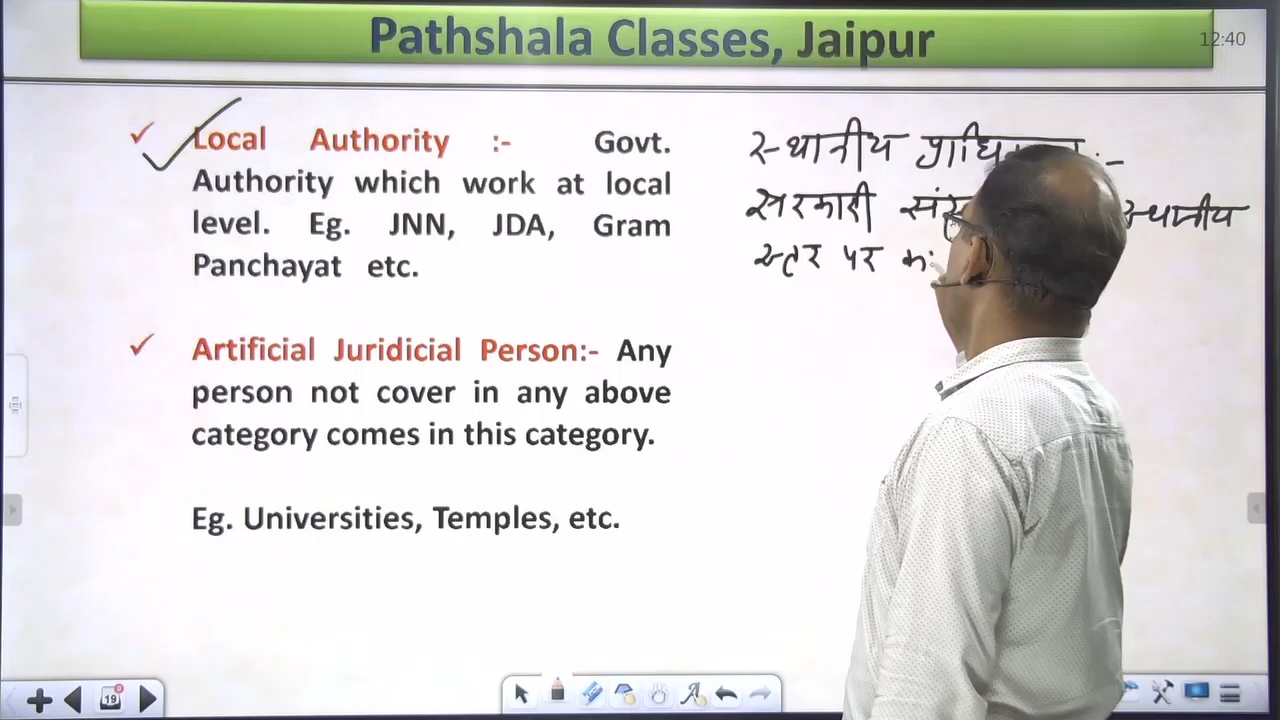 Pathshala Classes, Jaipur
12:40
Local Authority :- Govt.
Authority which work at local
level. Eg. JNN, JDA, Gram
Panchayat etc.
Artificial Juridicial Person:- Any
person not cover in any above
category comes in this category.
Eg. Universities, Temples, etc.
स्थानीय :-
सरकारी स्थानीय
स्तर पर
19